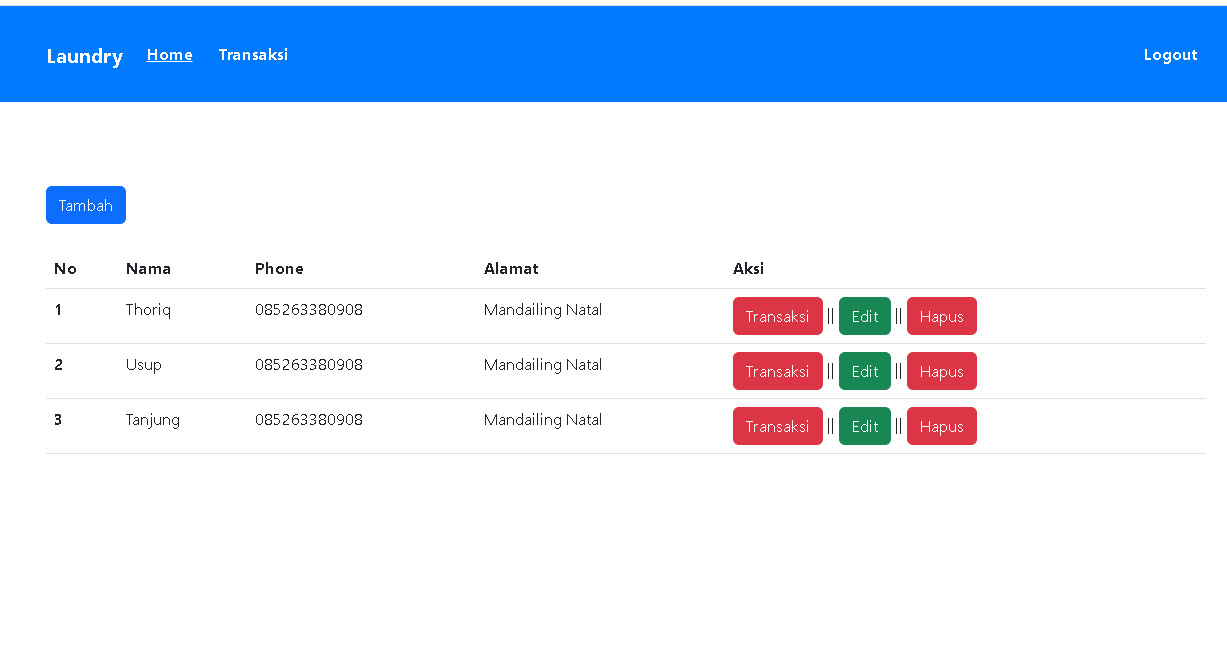 Laundry Home Transaksi Logout
Tambah
No Nama Phone Alamat Aksi
1 Thoriq 085263380908 Mandailing Natal Transaksi || Edit || Hapus
2 Usup 085263380908 Mandailing Natal Transaksi || Edit || Hapus
3 Tanjung 085263380908 Mandailing Natal Transaksi || Edit || Hapus